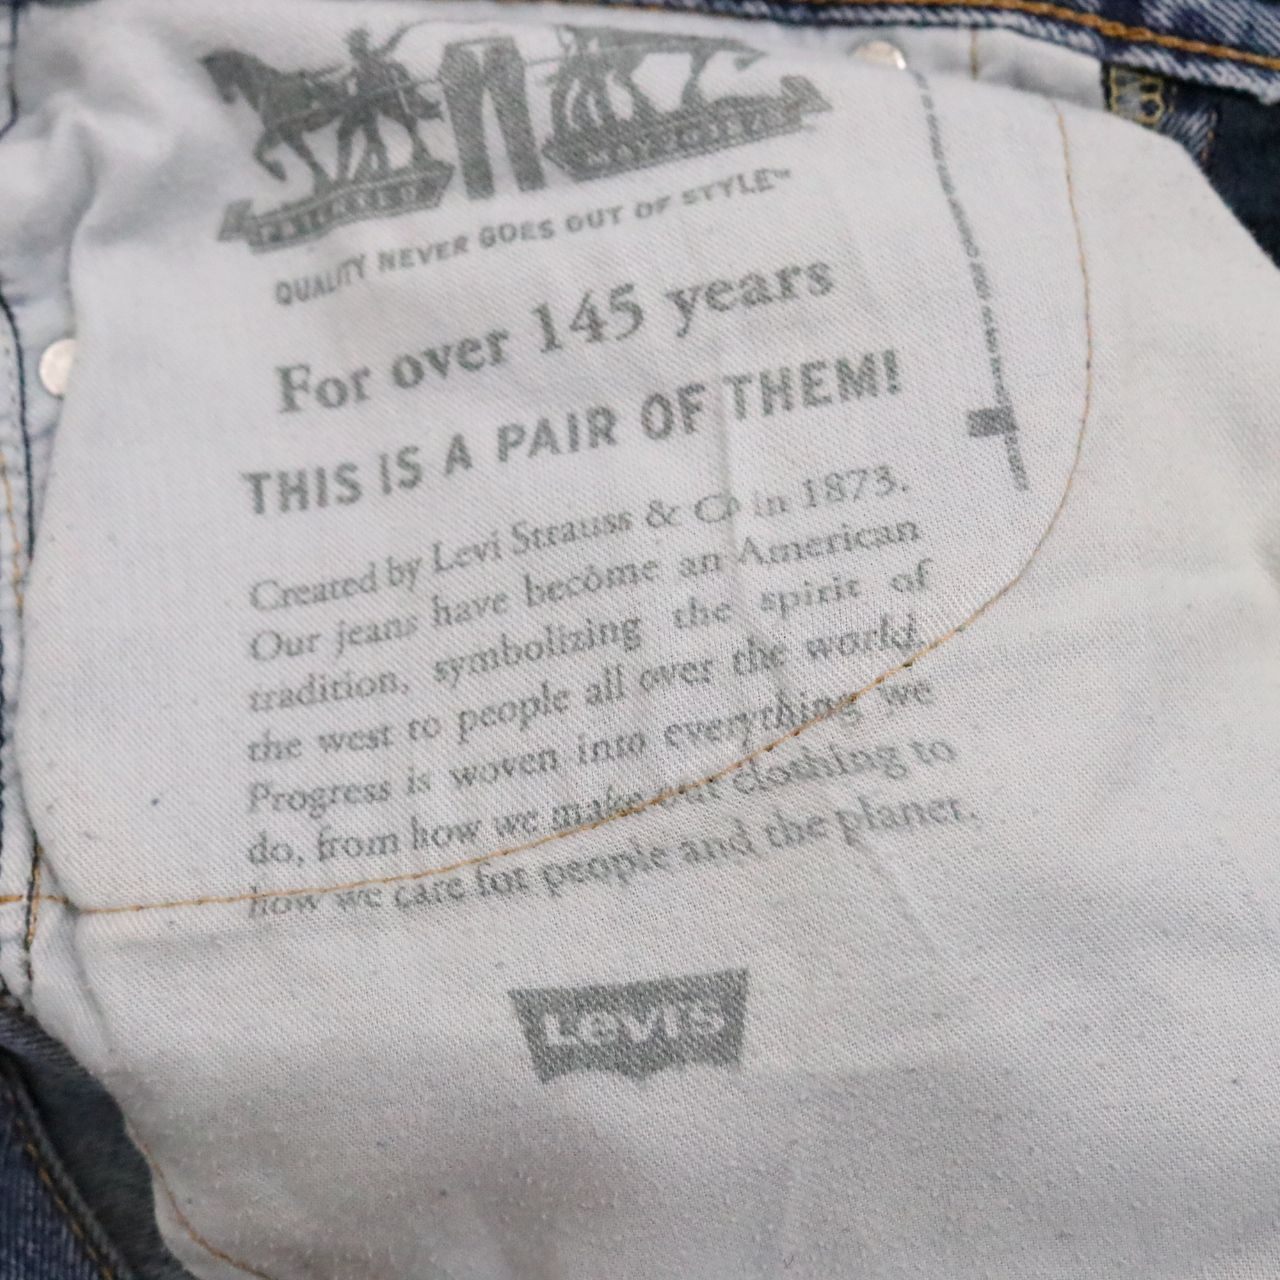 MAY 20 1873
QUALITY NEVER GOES OUT OF STYLE™
For over 145 years
THIS IS A PAIR OF THEM!
Created by Levi Strauss & Co in 1873.
Our jeans have become an American
tradition, symbolizing the spirit of
the west to people all over the world.
Progress is woven into everything we
do, from how we make our clothing to
how we care for people and the planet.
Levi's